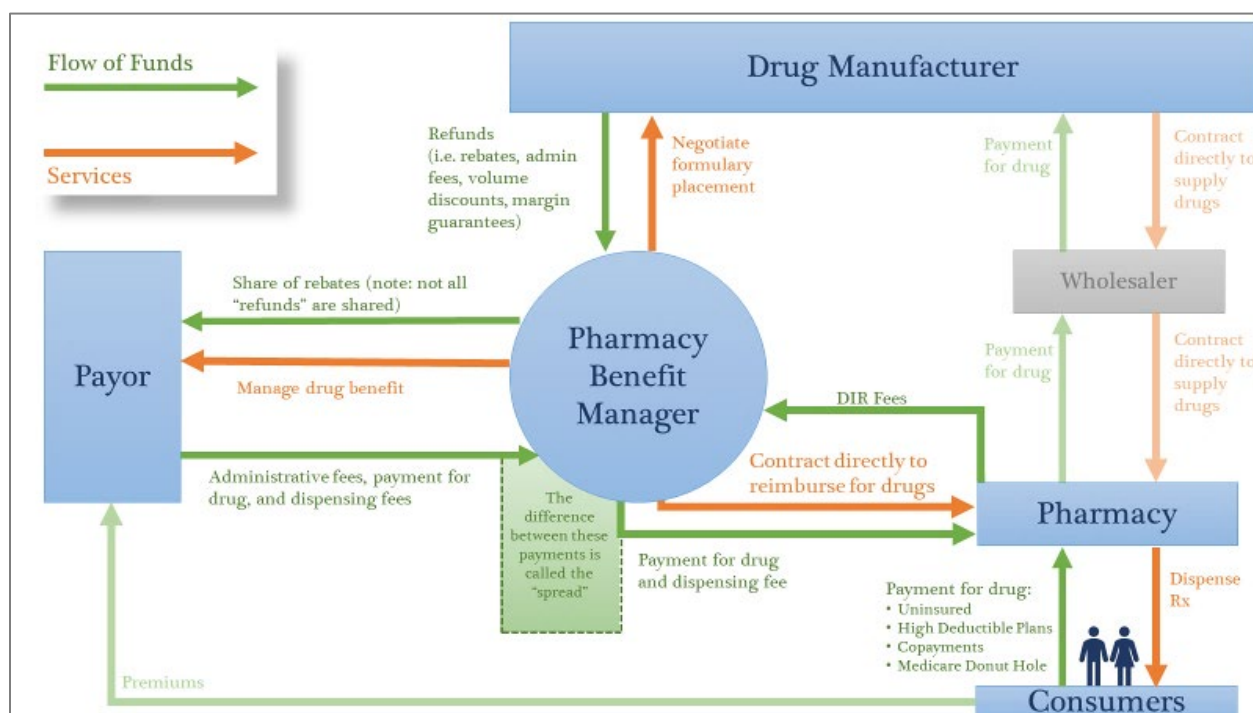 Flow of Funds
Services
Drug Manufacturer
Refunds
(i.e. rebates, admin
fees, volume
discounts, margin
guarantees)
Negotiate
formulary
placement
Payment
for drug
Contract
directly to
supply
drugs
Wholesaler
Share of rebates (note: not all
“refunds” are shared)
Payor
Manage drug benefit
Pharmacy
Benefit
Manager
Payment
for drug
Contract
directly to
supply
drugs
DIR Fees
Administrative fees, payment for
drug, and dispensing fees
Contract directly to
reimburse for drugs
The
difference
between these
payments is
called the
“spread”
Pharmacy
Payment for drug
and dispensing fee
Payment for drug:
• Uninsured
• High Deductible Plans
• Copayments
• Medicare Donut Hole
Dispense
Rx
Premiums
Consumers